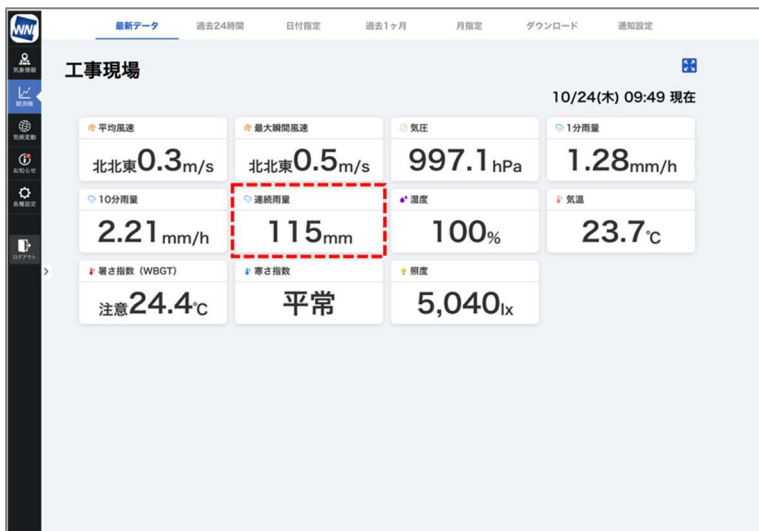 WNI
最新データ 過去24時間 日付指定 過去1ヶ月 月指定 ダウンロード 通知設定
気象情報
観測機
気候変動
お知らせ
各種設定
ログアウト
工事現場
10/24(木) 09:49 現在
平均風速 最大瞬間風速 気圧 1分雨量
北北東0.3m/s 北北東0.5m/s 997.1hPa 1.28mm/h
10分雨量 連続雨量 湿度 気温
2.21mm/h 115mm 100% 23.7℃
暑さ指数（WBGT） 寒さ指数 照度
注意24.4℃ 平常 5,040lx